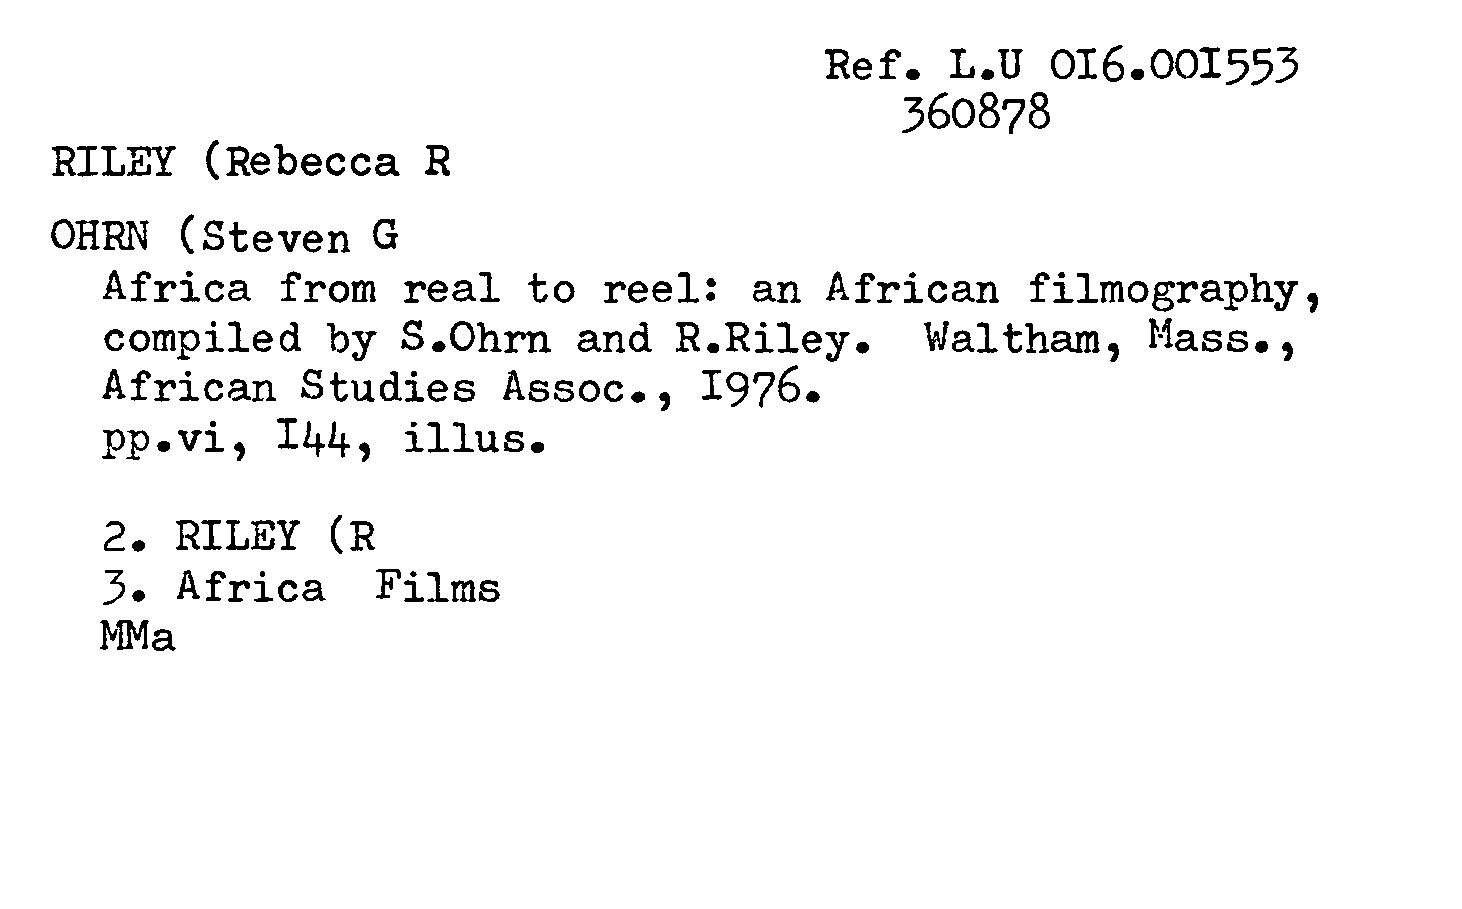 Ref. L.U OI6.OOI553
360878
RILEY (Rebecca R
OHRN (Steven G
Africa from real to reel: an African filmography,
compiled by S.Ohrn and R.Riley. Waltham, Mass.,
African Studies Assoc., I976.
pp.vi, I44, illus.
2. RILEY (R
3. Africa Films
MMa